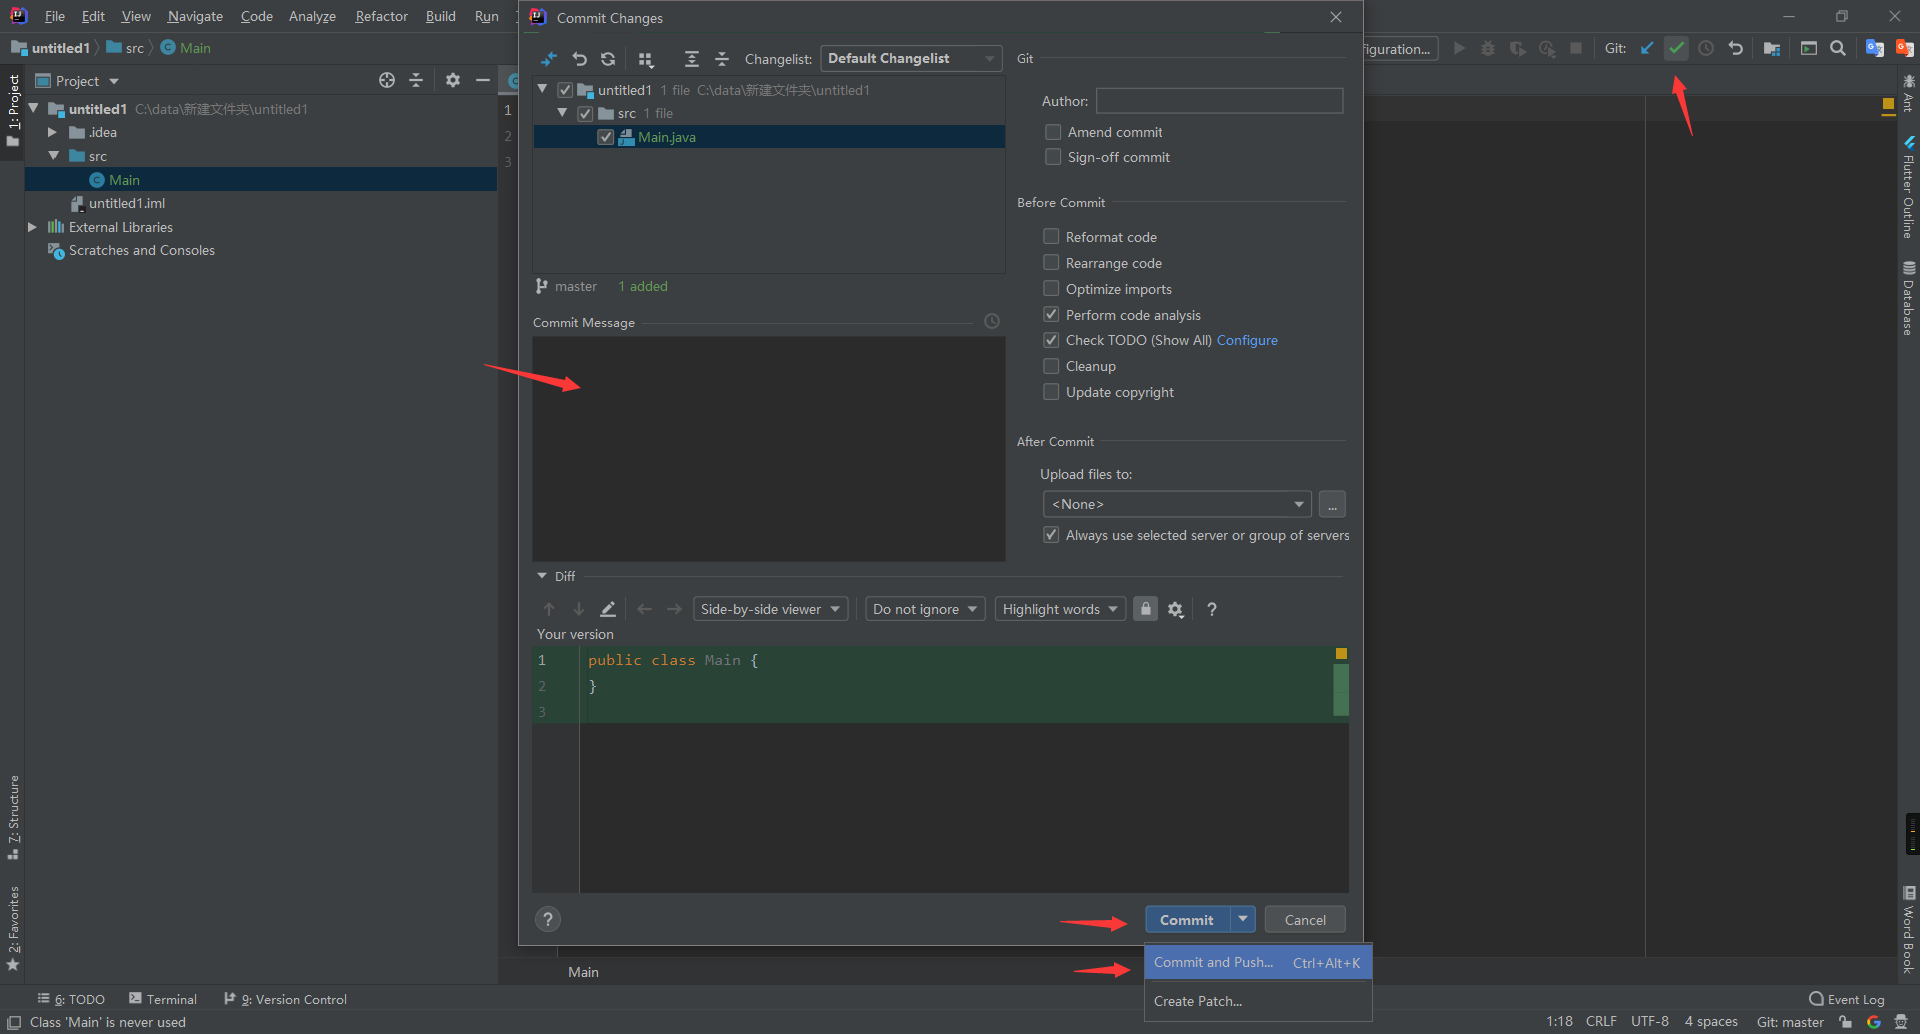 File Edit View Navigate Code Analyze Refactor Build Run
Commit Changes
untitled1 src Main
figuration...
Git:
Project
Changelist: Default Changelist
untitled1 C:\data\新建文件夹\untitled1
.idea
src
Main
untitled1.iml
External Libraries
Scratches and Consoles
1: Project
7: Structure
2: Favorites
1
2
3
untitled1 1 file C:\data\新建文件夹\untitled1
src 1 file
Main.java
master 1 added
Commit Message
Git
Author:
Amend commit
Sign-off commit
Before Commit
Reformat code
Rearrange code
Optimize imports
Perform code analysis
Check TODO (Show All) Configure
Cleanup
Update copyright
After Commit
Upload files to:
<None>
...
Always use selected server or group of servers
Diff
Side-by-side viewer Do not ignore Highlight words ?
Your version
1 public class Main {
2 }
3
? Commit Cancel
Commit and Push... Ctrl+Alt+K
Create Patch...
Main
Ant
Flutter Outline
Database
Word Book
6: TODO Terminal 9: Version Control Event Log
Class 'Main' is never used 1:18 CRLF UTF-8 4 spaces Git: master